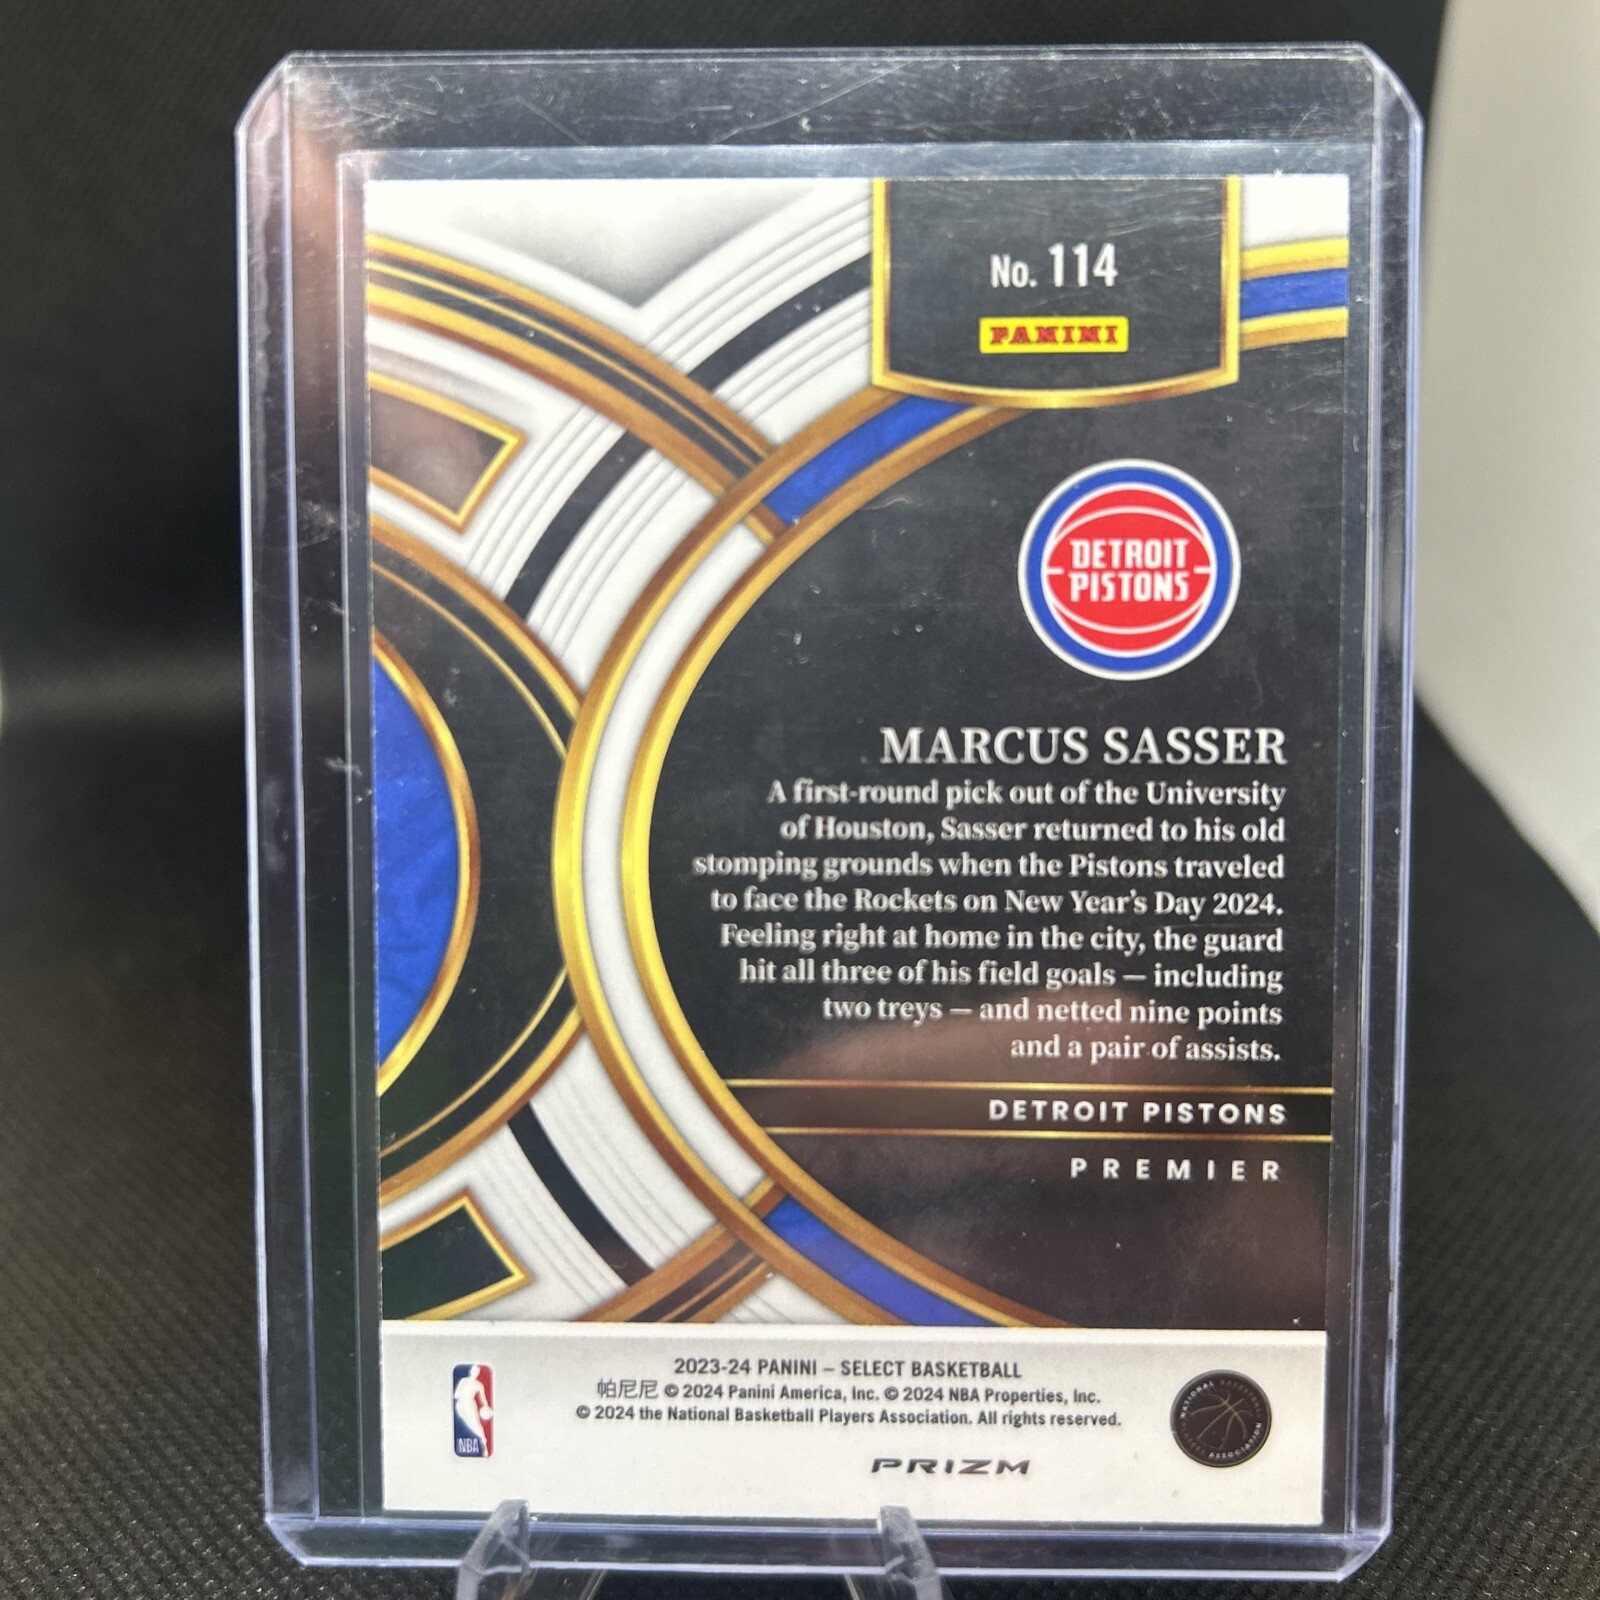 No. 114
PANINI
DETROIT
PISTONS
MARCUS SASSER
A first-round pick out of the University
of Houston, Sasser returned to his old
stomping grounds when the Pistons traveled
to face the Rockets on New Year's Day 2024.
Feeling right at home in the city, the guard
hit all three of his field goals — including
two treys — and netted nine points
and a pair of assists.
DETROIT PISTONS
PREMIER
2023-24 PANINI – SELECT BASKETBALL
帕尼尼 © 2024 Panini America, Inc. © 2024 NBA Properties, Inc.
© 2024 the National Basketball Players Association. All rights reserved.
NBA
NATIONAL BASKETBALL
PLAYERS ASSOCIATION
PRIZM